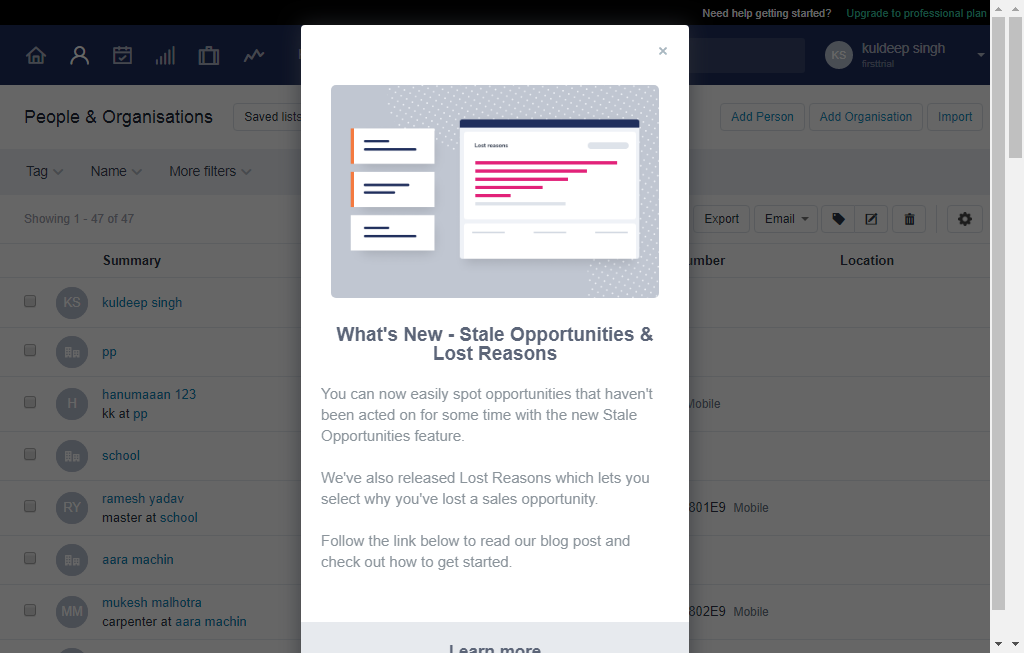 Need help getting started? Upgrade to professional plan
KS kuldeep singh
firsttrial
People & Organisations
Saved lists
Add Person
Add Organisation
Import
Tag
Name
More filters
Showing 1 - 47 of 47
Export
Email
Summary
Location
KS kuldeep singh
pp
H hanumaaan 123
kk at pp
Mobile
school
RY ramesh yadav
master at school
801E9 Mobile
aara machin
MM mukesh malhotra
carpenter at aara machin
802E9 Mobile
×
Lost reasons
What's New - Stale Opportunities &
Lost Reasons
You can now easily spot opportunities that haven't
been acted on for some time with the new Stale
Opportunities feature.
We've also released Lost Reasons which lets you
select why you've lost a sales opportunity.
Follow the link below to read our blog post and
check out how to get started.
Learn more